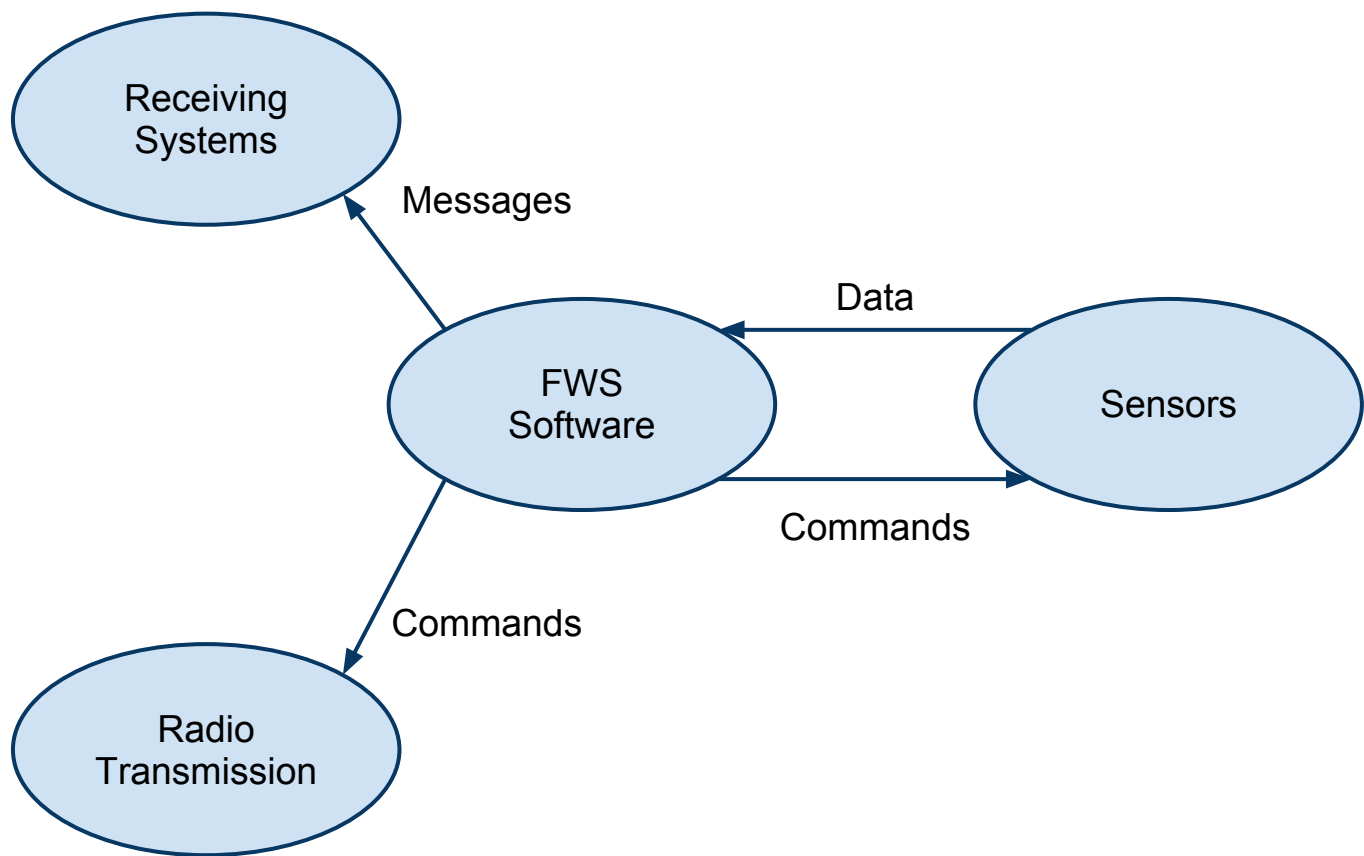 Receiving
Systems
Messages
Data
FWS
Software
Sensors
Commands
Commands
Radio
Transmission